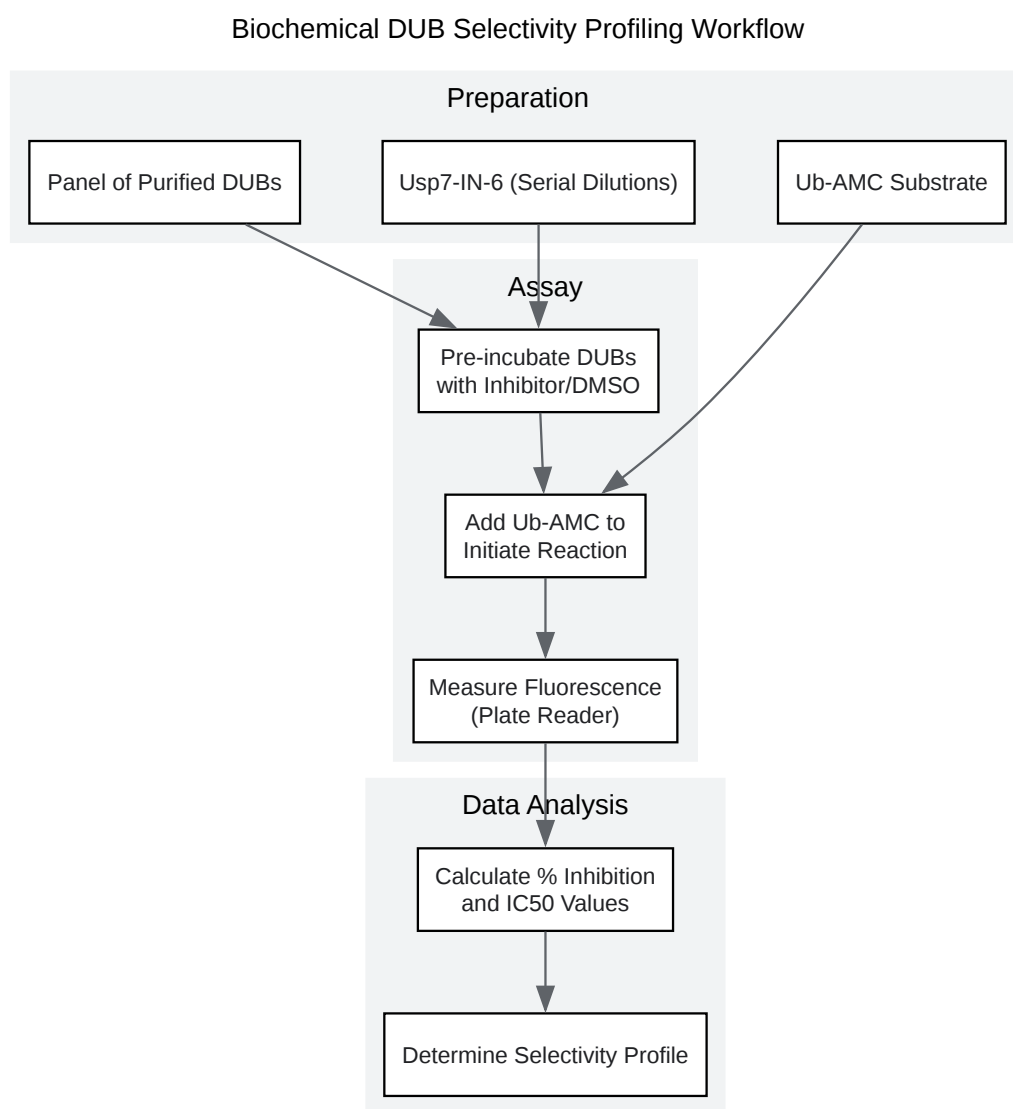 Biochemical DUB Selectivity Profiling Workflow
Preparation
Panel of Purified DUBs
Usp7-IN-6 (Serial Dilutions)
Ub-AMC Substrate
Assay
Pre-incubate DUBs
with Inhibitor/DMSO
Add Ub-AMC to
Initiate Reaction
Measure Fluorescence
(Plate Reader)
Data Analysis
Calculate % Inhibition
and IC50 Values
Determine Selectivity Profile